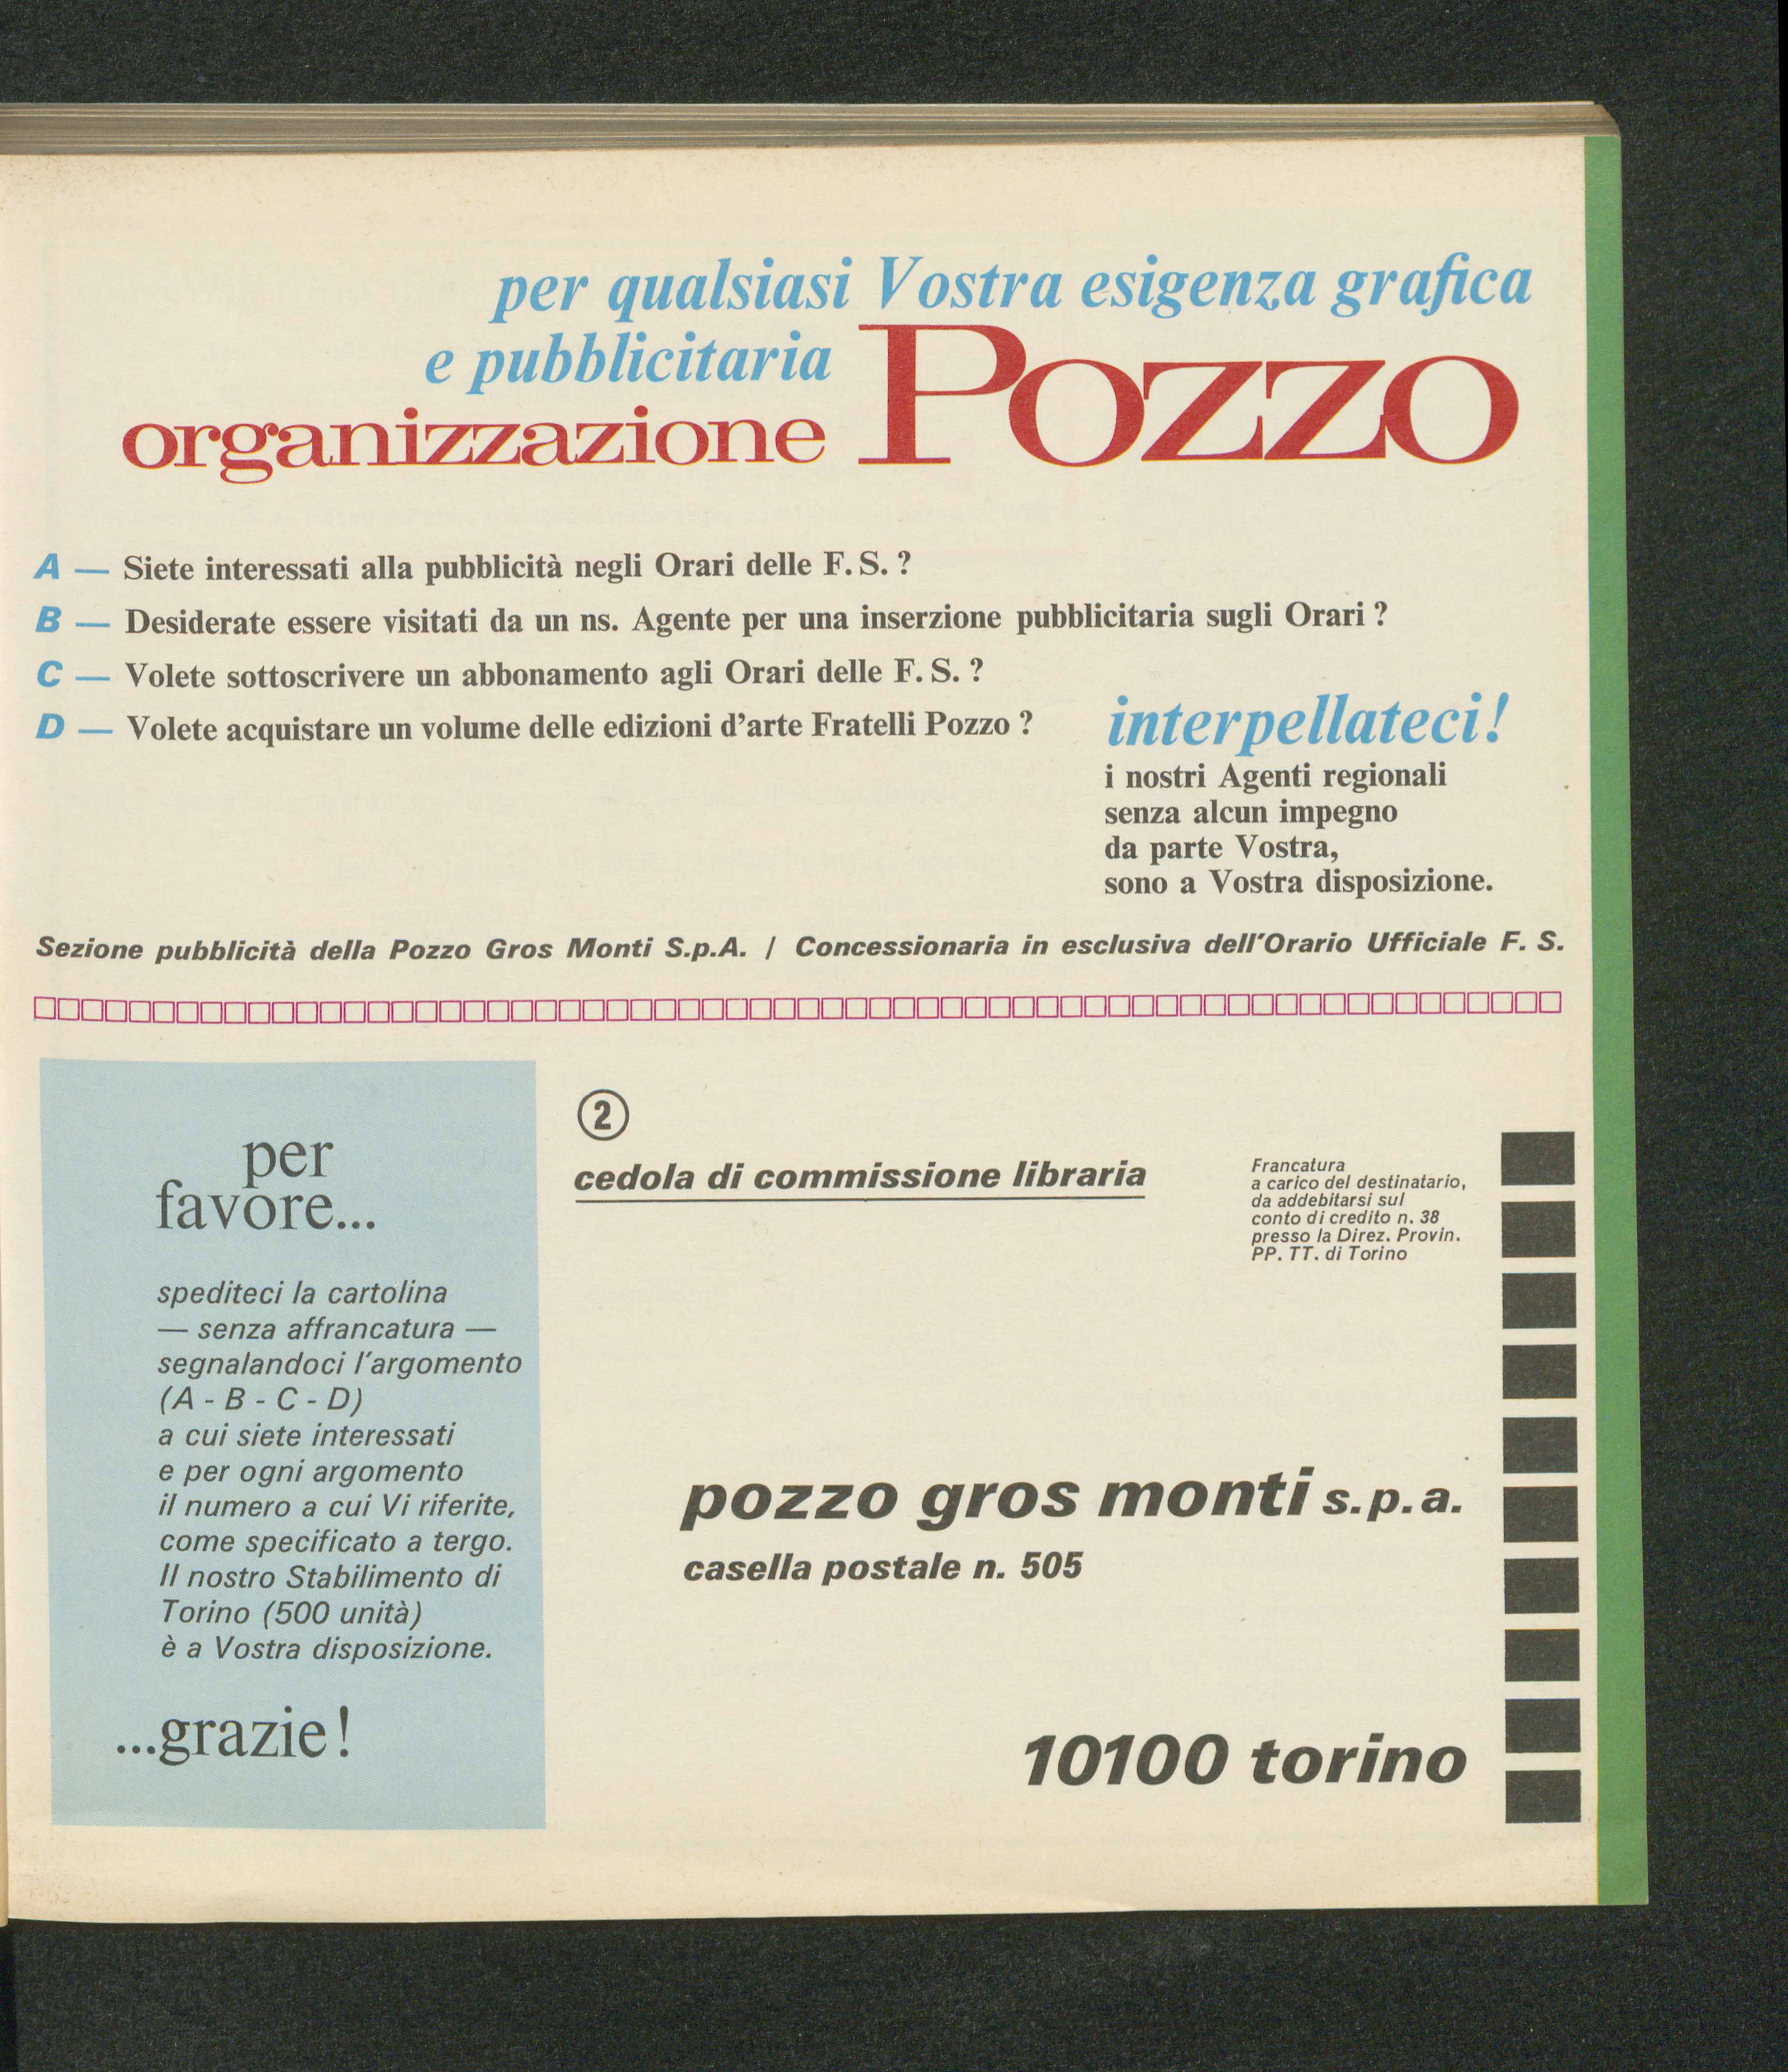 per qualsiasi Vostra esigenza grafica
e pubblicitaria
organizzazione Pozzo
A — Siete interessati alla pubblicità negli Orari delle F. S. ?
B — Desiderate essere visitati da un ns. Agente per una inserzione pubblicitaria sugli Orari ?
C — Volete sottoscrivere un abbonamento agli Orari delle F. S. ?
D — Volete acquistare un volume delle edizioni d'arte Fratelli Pozzo ?
interpellateci!
i nostri Agenti regionali
senza alcun impegno
da parte Vostra,
sono a Vostra disposizione.
Sezione pubblicità della Pozzo Gros Monti S.p.A. / Concessionaria in esclusiva dell'Orario Ufficiale F. S.
per
favore...
spediteci la cartolina
— senza affrancatura —
segnalandoci l'argomento
(A - B - C - D)
a cui siete interessati
e per ogni argomento
il numero a cui Vi riferite,
come specificato a tergo.
Il nostro Stabilimento di
Torino (500 unità)
è a Vostra disposizione.
...grazie!
2
cedola di commissione libraria
Francatura
a carico del destinatario,
da addebitarsi sul
conto di credito n. 38
presso la Direz. Provin.
PP. TT. di Torino
pozzo gros monti s.p.a.
casella postale n. 505
10100 torino